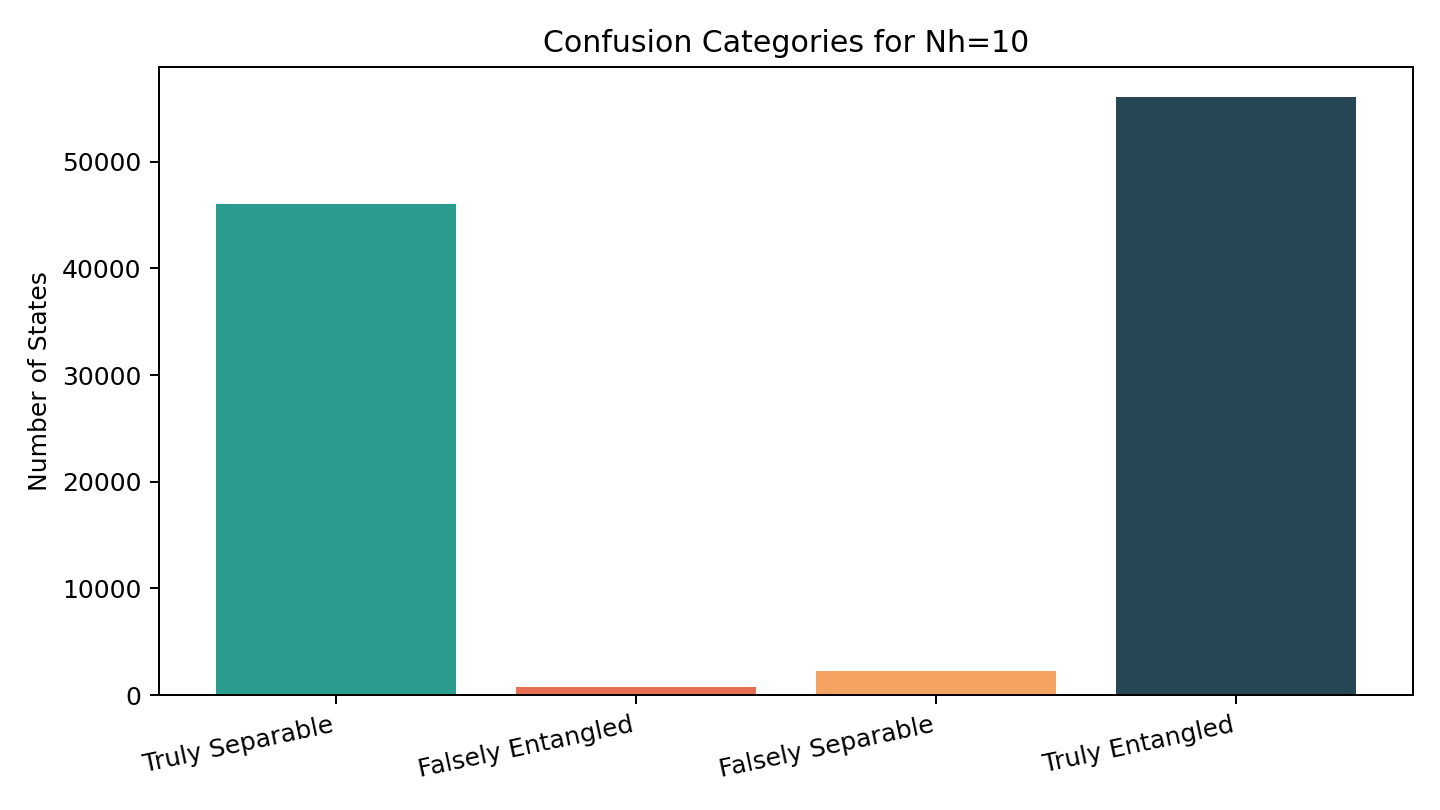 Confusion Categories for Nh=10
Number of States
50000
40000
30000
20000
10000
0
Truly Separable
Falsely Entangled
Falsely Separable
Truly Entangled